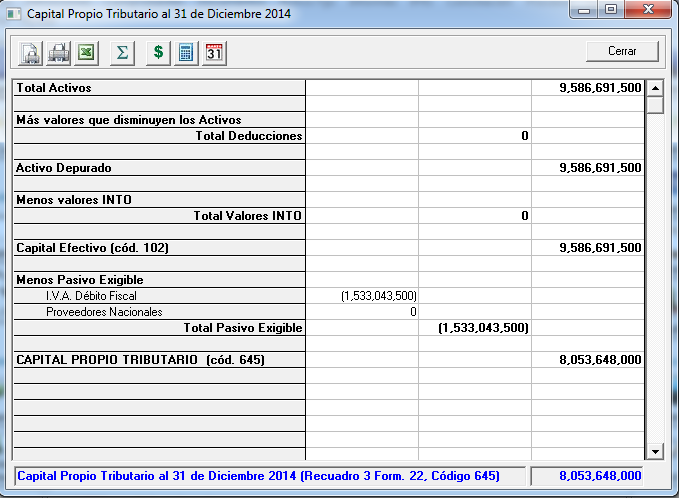 Capital Propio Tributario al 31 de Diciembre 2014
Σ $ 31 Cerrar
Total Activos 9,586,691,500
Más valores que disminuyen los Activos
Total Deducciones 0
Activo Depurado 9,586,691,500
Menos valores INTO
Total Valores INTO 0
Capital Efectivo (cód. 102) 9,586,691,500
Menos Pasivo Exigible
I.V.A. Débito Fiscal (1,533,043,500)
Proveedores Nacionales 0
Total Pasivo Exigible (1,533,043,500)
CAPITAL PROPIO TRIBUTARIO (cód. 645) 8,053,648,000
Capital Propio Tributario al 31 de Diciembre 2014 (Recuadro 3 Form. 22, Código 645) 8,053,648,000